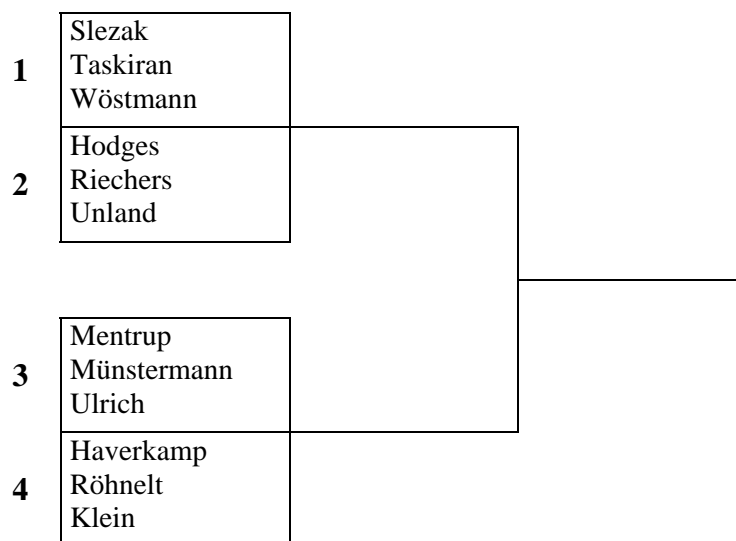 1
Slezak
Taskiran
Wöstmann
2
Hodges
Riechers
Unland
3
Mentrup
Münstermann
Ulrich
4
Haverkamp
Röhnelt
Klein